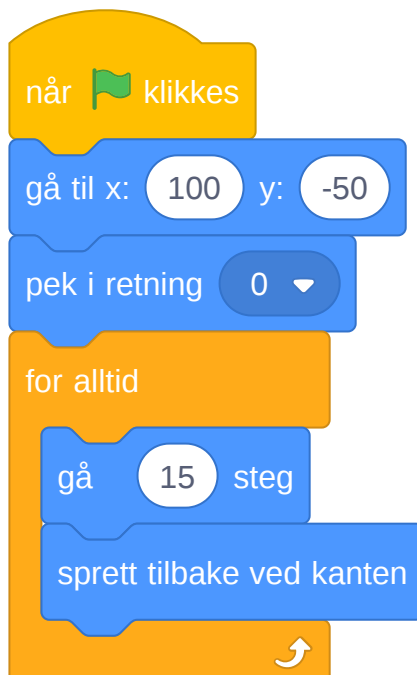 når klikkes
gå til x: 100 y: -50
pek i retning 0
for alltid
gå 15 steg
sprett tilbake ved kanten